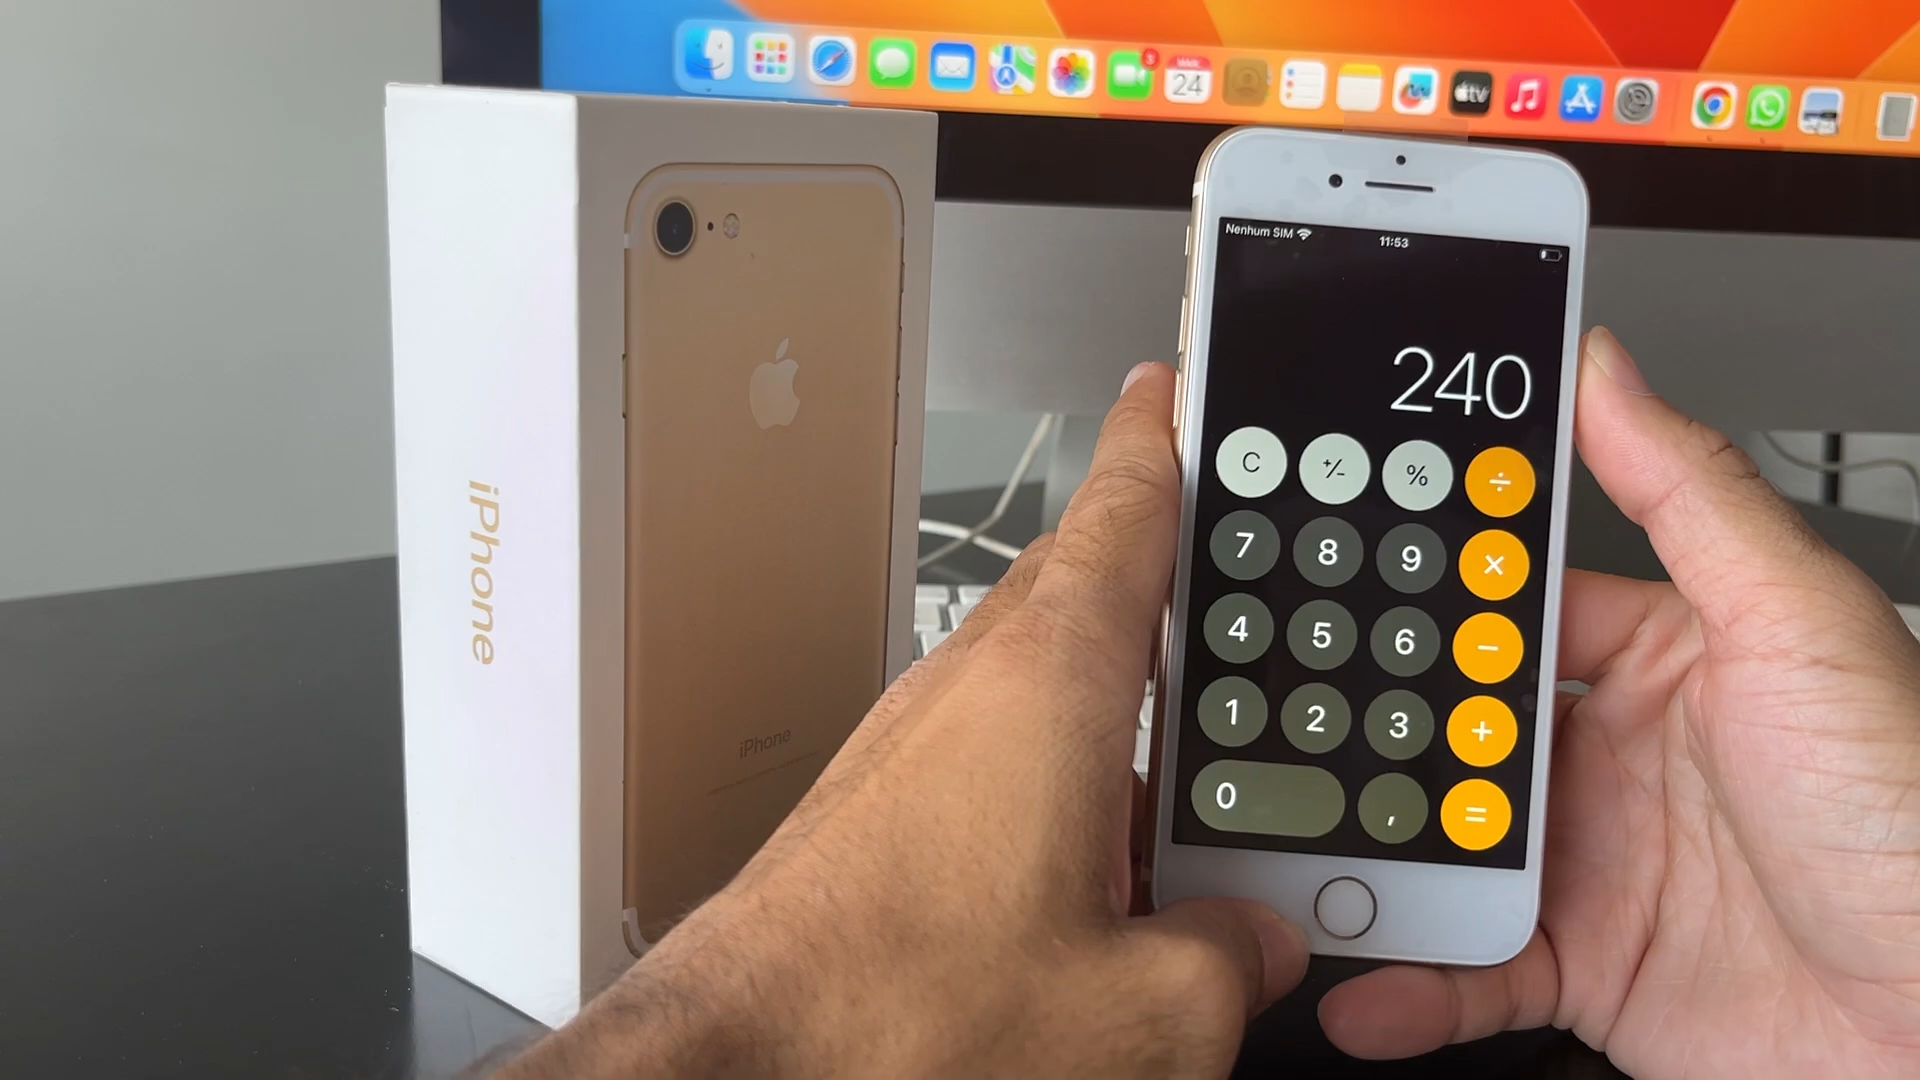 3
24
tv
iPhone
iPhone
Nenhum SIM
11:53
240
C +/- % ÷
7 8 9 ×
4 5 6 −
1 2 3 +
0 , =